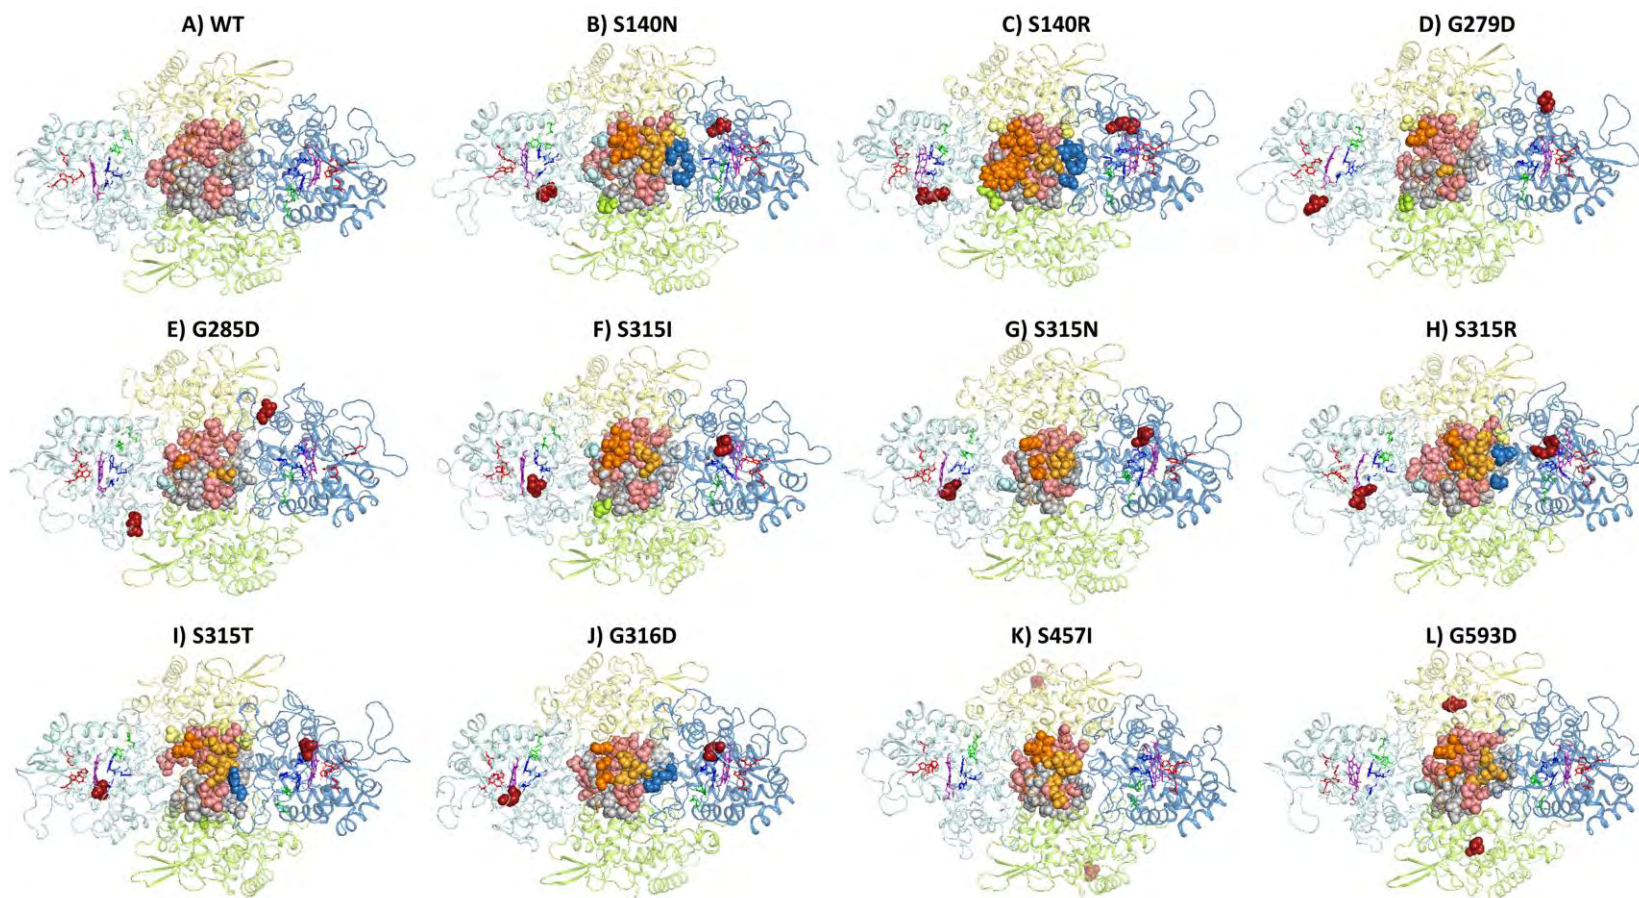 A) WT
B) S140N
C) S140R
D) G279D
E) G285D
F) S315I
G) S315N
H) S315R
I) S315T
J) G316D
K) S457I
L) G593D